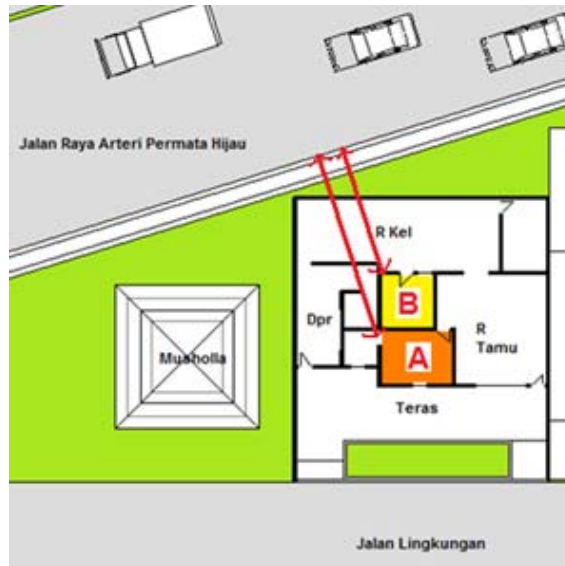 Jalan Raya Arteri Permata Hijau
R Kel
B
Dpr
R
Tamu
Musholla
A
Teras
Jalan Lingkungan